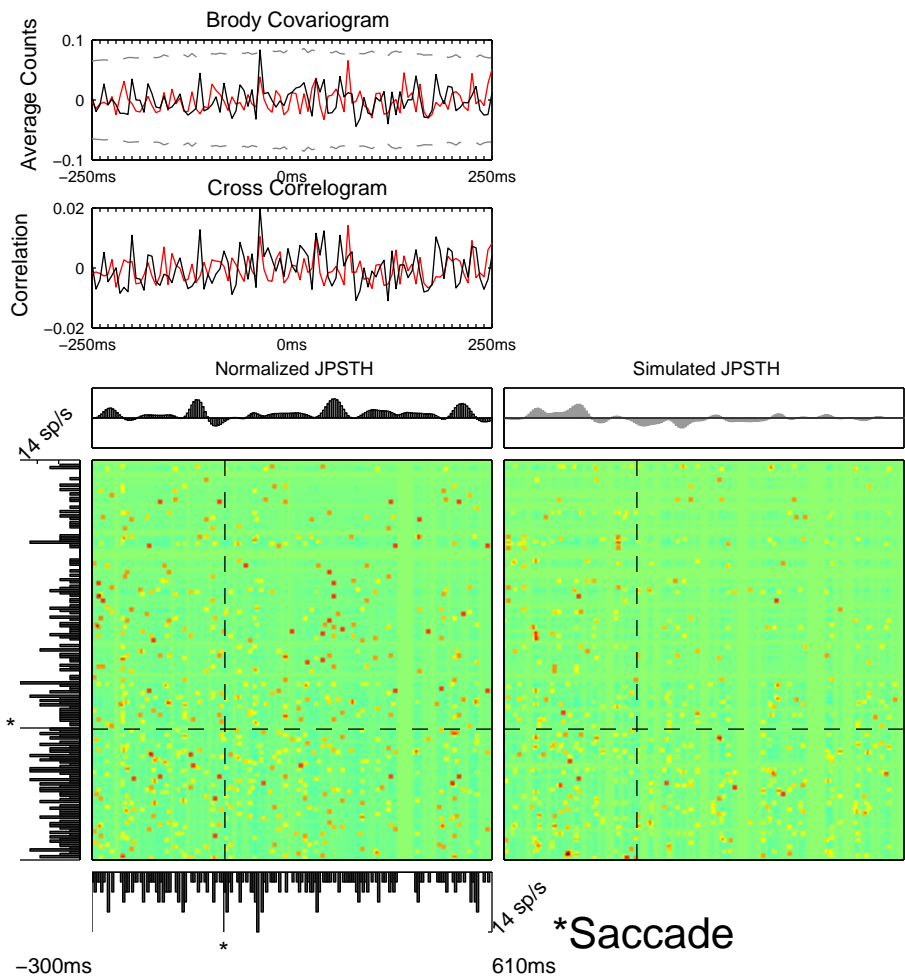 Brody Covariogram
Average Counts
0.1
0
−0.1
−250ms 0ms 250ms
Cross Correlogram
Correlation
0.02
0
−0.02
−250ms 0ms 250ms
Normalized JPSTH Simulated JPSTH
14 sp/s
*
*
14 sp/s
*Saccade
−300ms 610ms